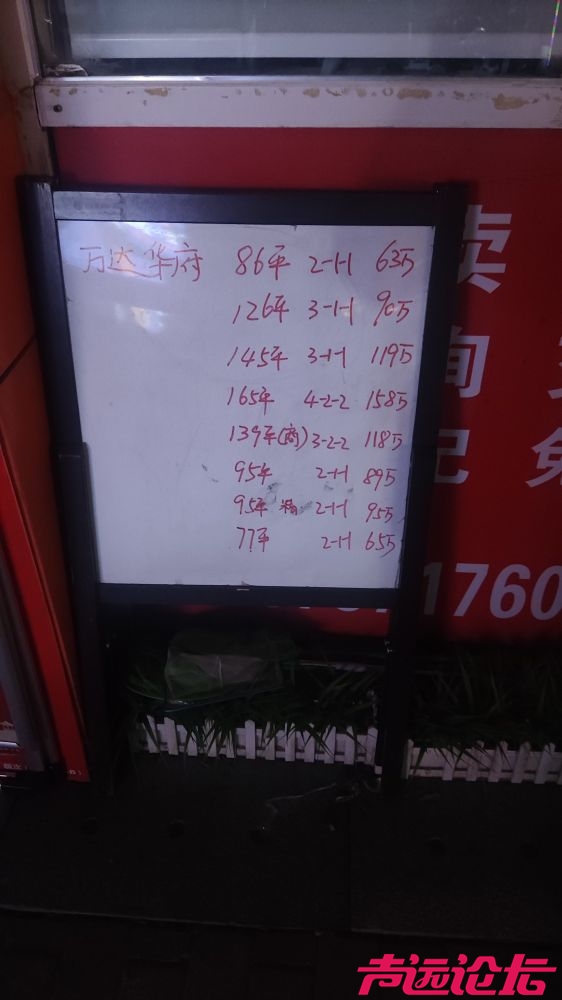 万达华府 86平 2-1-1 63万
126平 3-1-1 90万
145平 3-1-1 119万
165平 4-2-2 158万
139平(商) 3-2-2 118万
95平 2-1-1 89万
95平 2-1-1 95万
77平 2-1-1 65万
卖
询
记 免
1760
声远论坛